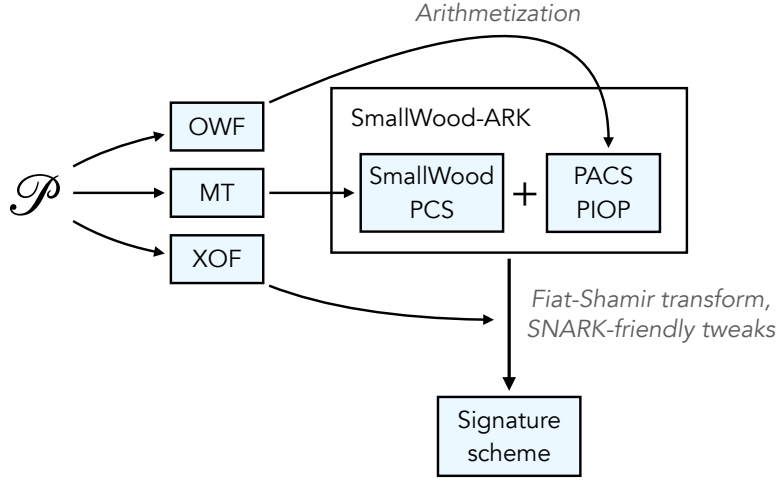 Arithmetization
OWF
SmallWood-ARK
𝒫
MT
SmallWood
PCS
+
PACS
PIOP
XOF
Fiat-Shamir transform,
SNARK-friendly tweaks
Signature
scheme